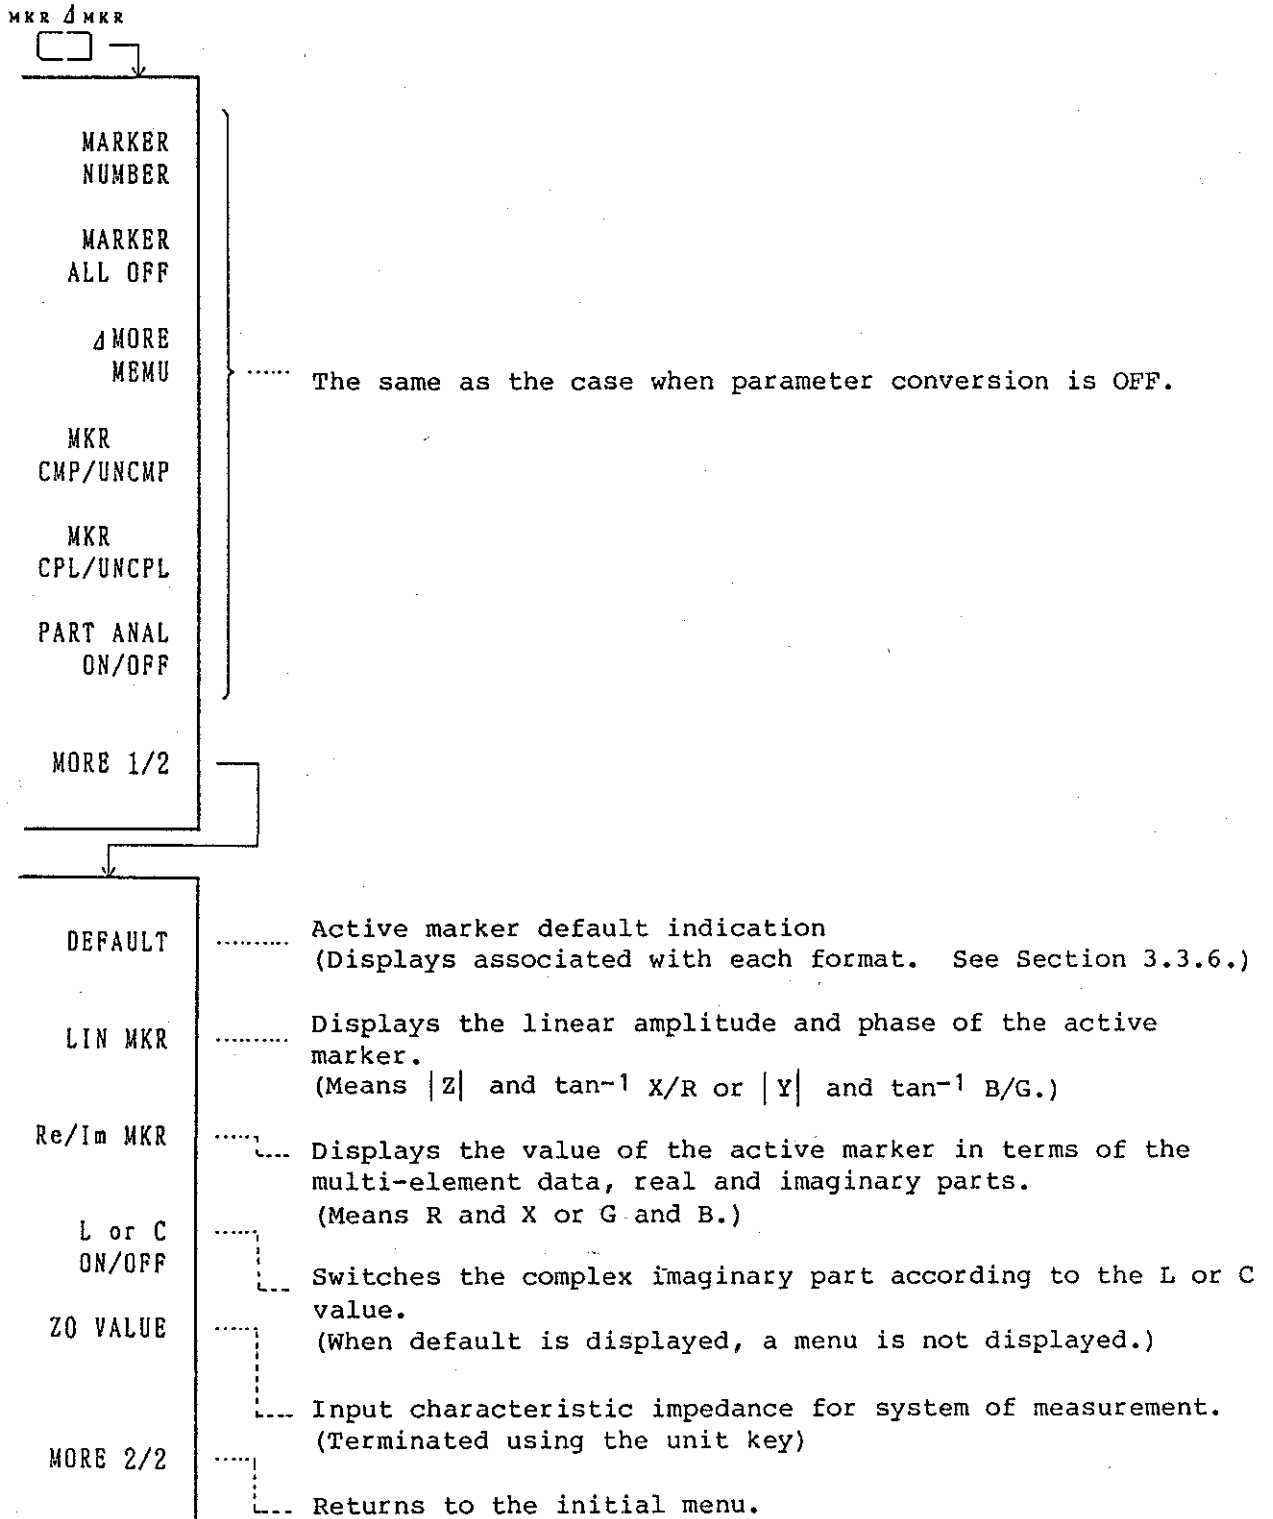 MKR ⊿MKR
MARKER
NUMBER
MARKER
ALL OFF
⊿MORE
MEMU
MKR
CMP/UNCMP
MKR
CPL/UNCPL
PART ANAL
ON/OFF
MORE 1/2
...... The same as the case when parameter conversion is OFF.
DEFAULT .......... Active marker default indication
(Displays associated with each format. See Section 3.3.6.)
LIN MKR .......... Displays the linear amplitude and phase of the active
marker.
(Means |Z| and tan-1 X/R or |Y| and tan-1 B/G.)
Re/Im MKR
Displays the value of the active marker in terms of the
multi-element data, real and imaginary parts.
(Means R and X or G and B.)
L or C
ON/OFF
Switches the complex imaginary part according to the L or C
value.
(When default is displayed, a menu is not displayed.)
ZO VALUE
Input characteristic impedance for system of measurement.
(Terminated using the unit key)
MORE 2/2
Returns to the initial menu.